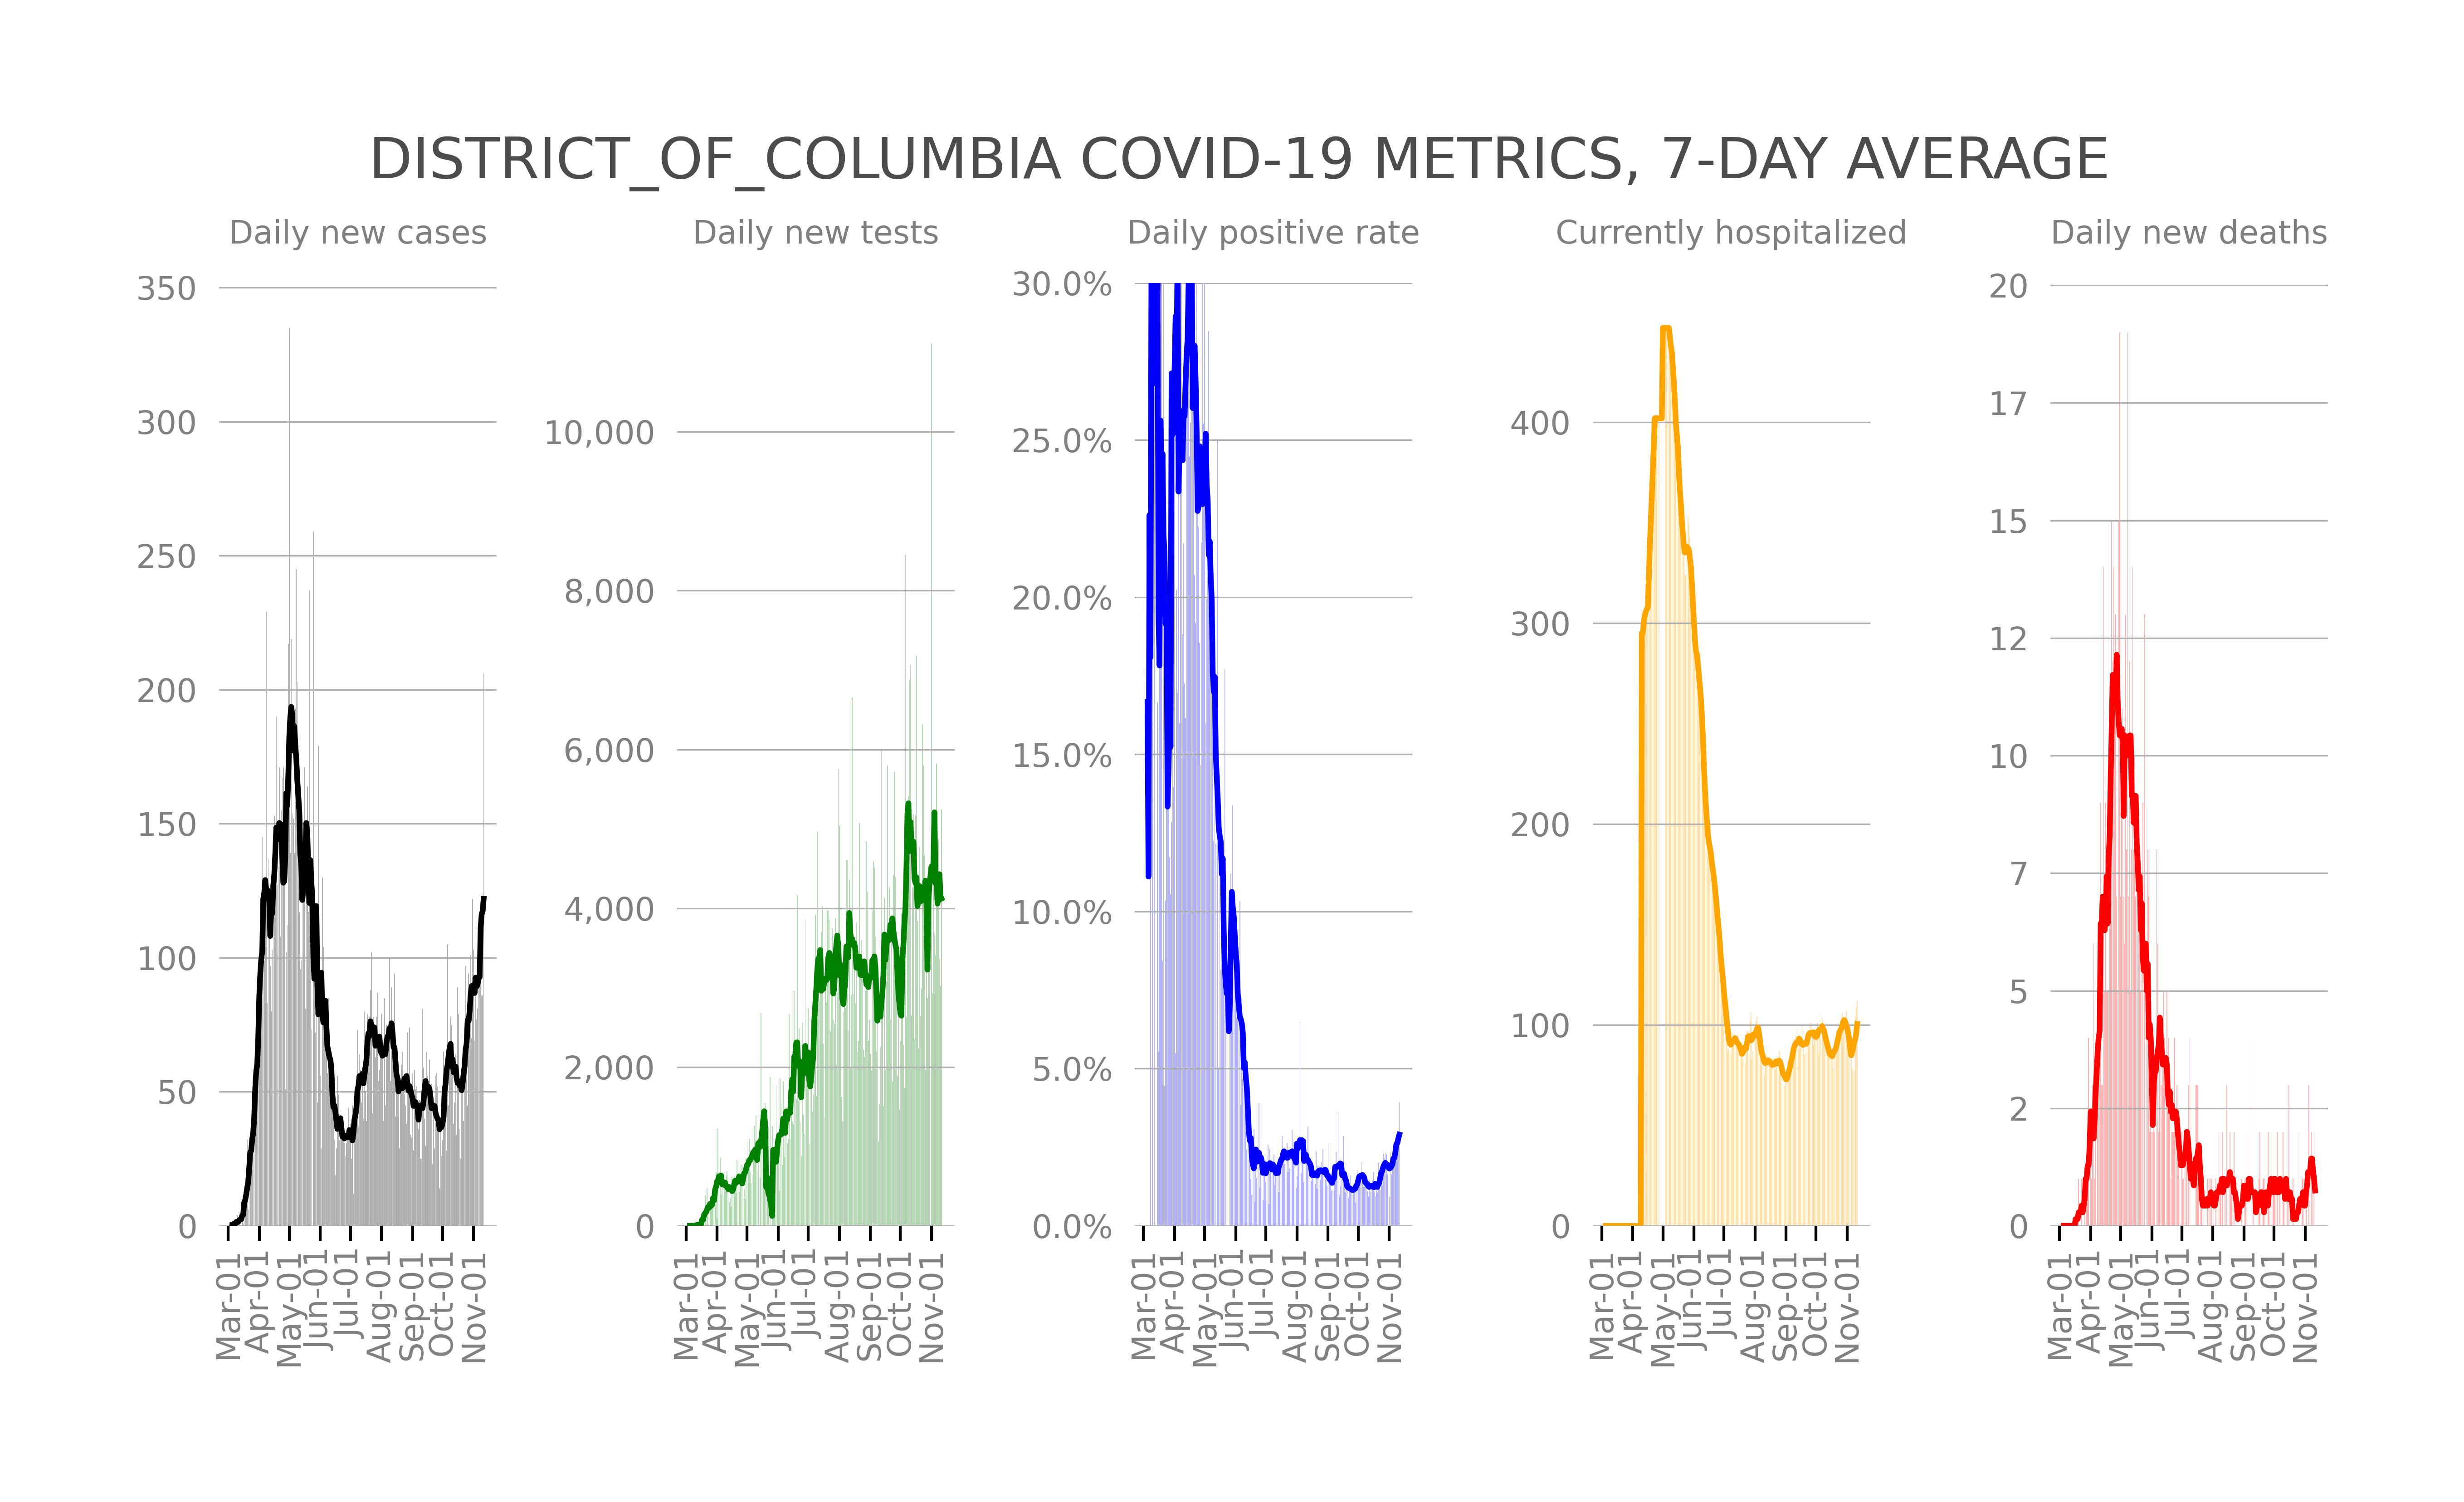 DISTRICT_OF_COLUMBIA COVID-19 METRICS, 7-DAY AVERAGE
Daily new cases
350
300
250
200
150
100
50
0
Mar-01
Apr-01
May-01
Jun-01
Jul-01
Aug-01
Sep-01
Oct-01
Nov-01
Daily new tests
10,000
8,000
6,000
4,000
2,000
0
Mar-01
Apr-01
May-01
Jun-01
Jul-01
Aug-01
Sep-01
Oct-01
Nov-01
Daily positive rate
30.0%
25.0%
20.0%
15.0%
10.0%
5.0%
0.0%
Mar-01
Apr-01
May-01
Jun-01
Jul-01
Aug-01
Sep-01
Oct-01
Nov-01
Currently hospitalized
400
300
200
100
0
Mar-01
Apr-01
May-01
Jun-01
Jul-01
Aug-01
Sep-01
Oct-01
Nov-01
Daily new deaths
20
17
15
12
10
7
5
2
0
Mar-01
Apr-01
May-01
Jun-01
Jul-01
Aug-01
Sep-01
Oct-01
Nov-01